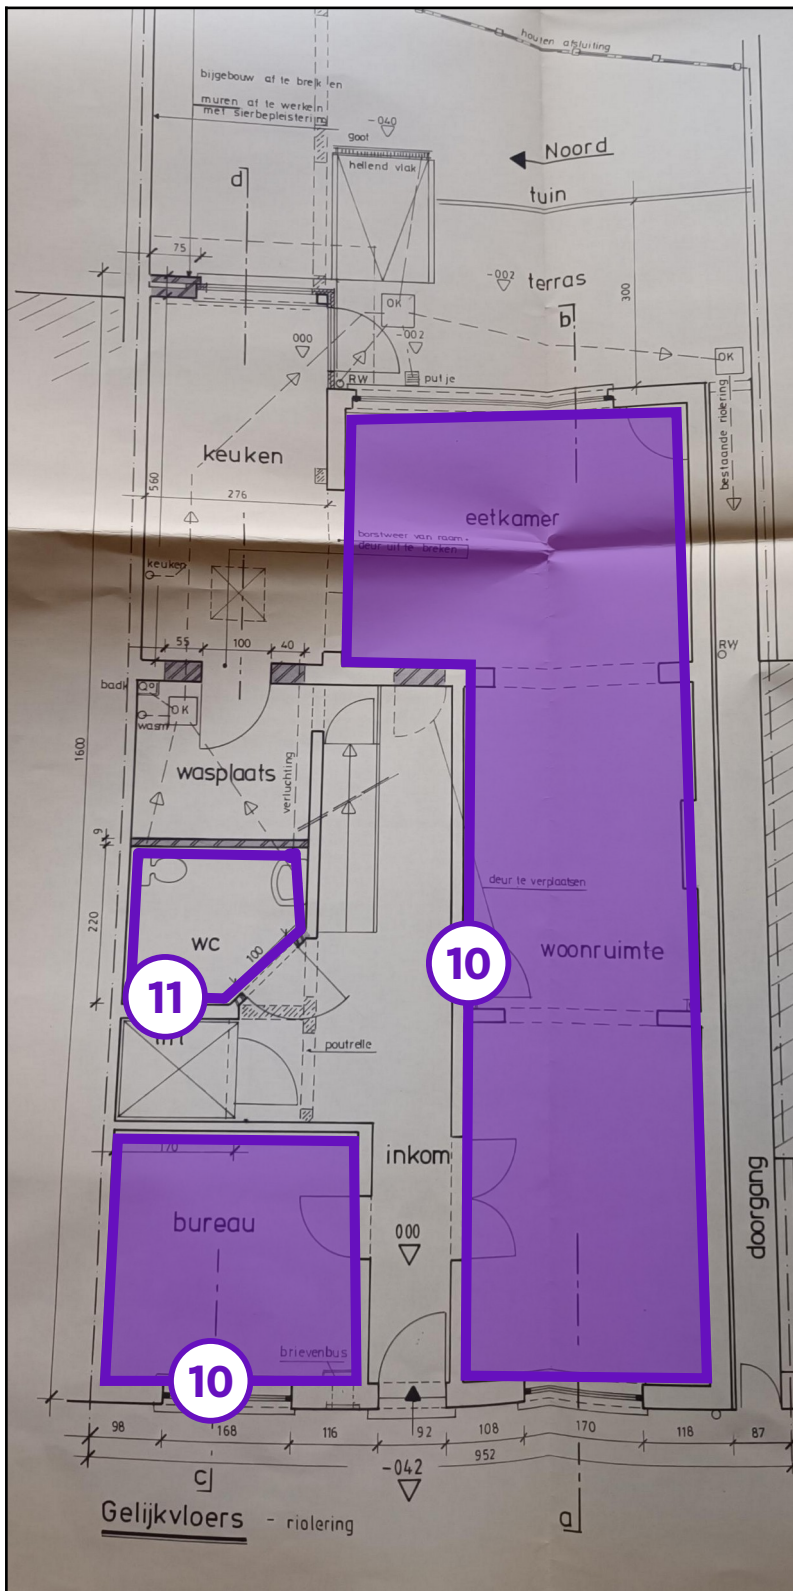 houten afsluiting
bijgebouw af te breken
muren af te werken
met sierbepleistering
-040
goot
hellend vlak
Noord
tuin
d
75
-002
terras
300
b
OK
000
-002
OK
RW
putje
bestaande riolering
keuken
560
276
eetkamer
borstweer van raam.
deur uit te breken
keuken
55
100
40
RW
badk
OK
wasm
1600
wasplaats
verluchting
9
deur te verplaatsen
220
wc
100
10
woonruimte
11
poutrelle
170
inkom
doorgang
bureau
000
brievenbus
10
98
168
116
92
108
170
118
87
952
c
-042
Gelijkvloers - riolering
a